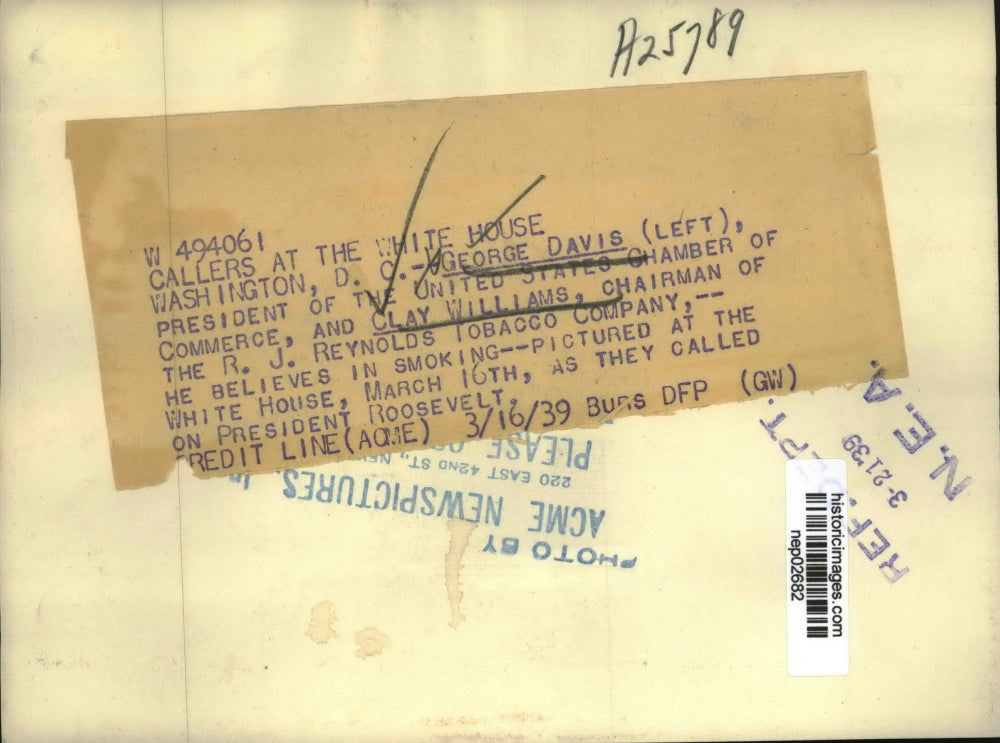 A25789
W 494061
CALLERS AT THE WHITE HOUSE
WASHINGTON, D. C.--GEORGE DAVIS (LEFT),
PRESIDENT OF THE UNITED STATES CHAMBER OF
COMMERCE, AND CLAY WILLIAMS, CHAIRMAN OF
THE R. J. REYNOLDS TOBACCO COMPANY,--
HE BELIEVES IN SMOKING--PICTURED AT THE
WHITE HOUSE, MARCH 16TH, AS THEY CALLED
ON PRESIDENT ROOSEVELT.
CREDIT LINE(ACME) 3/16/39 BURS DFP (GW)
PHOTO BY
ACME NEWSPICTURES,
220 EAST 42ND ST.,
PLEASE
N.E.A.
3-21 39
REF. DEPT.
historicimages.com
nep02682